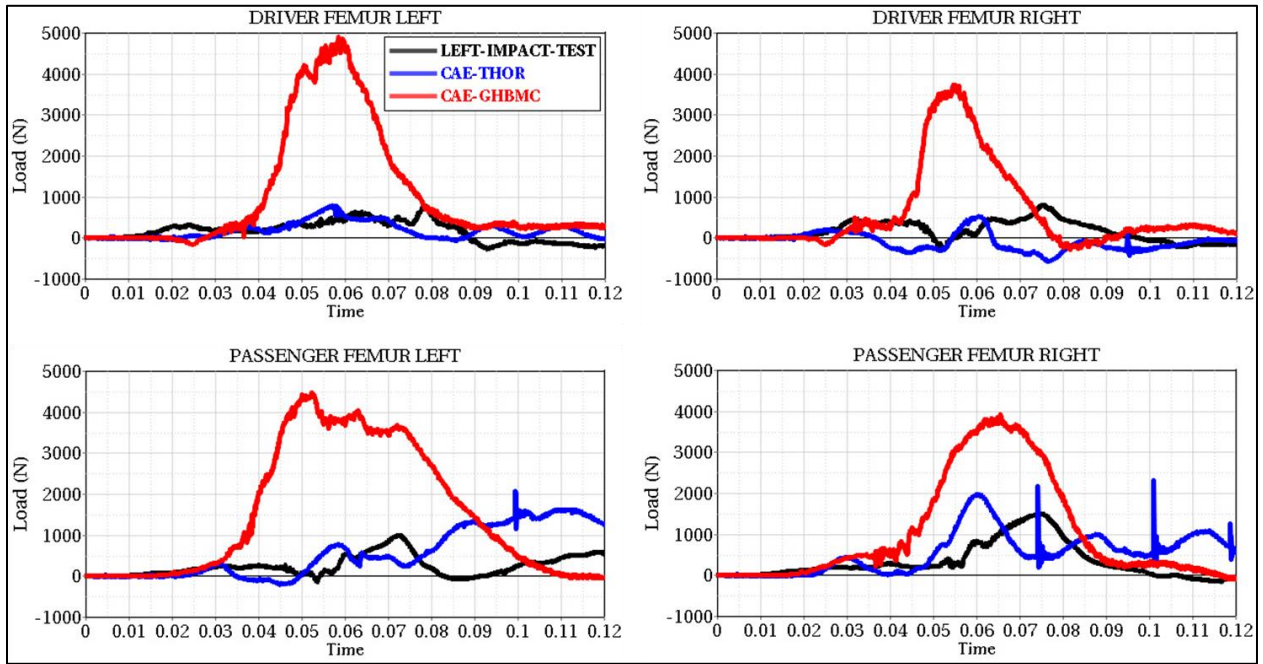 DRIVER FEMUR LEFT
5000
4000
3000
2000
1000
0
-1000
Load (N)
LEFT-IMPACT-TEST
CAE-THOR
CAE-GHBMC
0 0.01 0.02 0.03 0.04 0.05 0.06 0.07 0.08 0.09 0.1 0.11 0.12
Time
DRIVER FEMUR RIGHT
5000
4000
3000
2000
1000
0
-1000
Load (N)
0 0.01 0.02 0.03 0.04 0.05 0.06 0.07 0.08 0.09 0.1 0.11 0.12
Time
PASSENGER FEMUR LEFT
5000
4000
3000
2000
1000
0
-1000
Load (N)
0 0.01 0.02 0.03 0.04 0.05 0.06 0.07 0.08 0.09 0.1 0.11 0.12
Time
PASSENGER FEMUR RIGHT
5000
4000
3000
2000
1000
0
-1000
Load (N)
0 0.01 0.02 0.03 0.04 0.05 0.06 0.07 0.08 0.09 0.1 0.11 0.12
Time